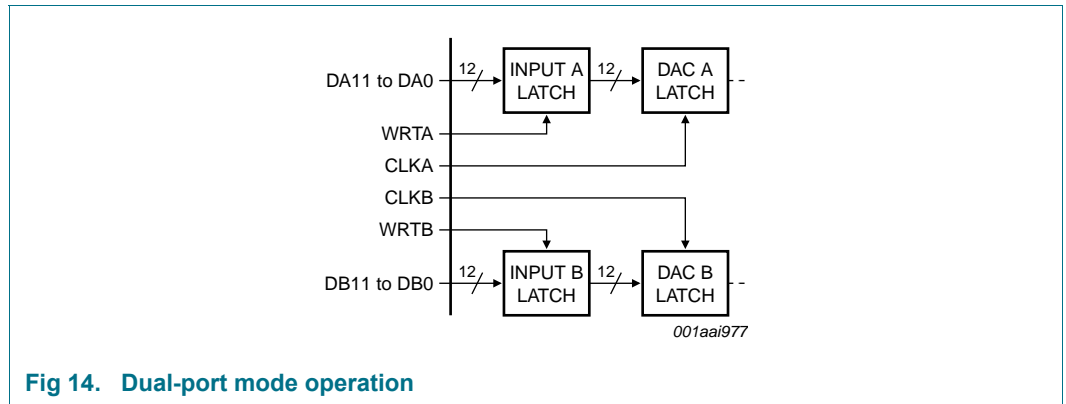 DA11 to DA0
12
INPUT A
LATCH
12
DAC A
LATCH
WRTA
CLKA
CLKB
WRTB
DB11 to DB0
12
INPUT B
LATCH
12
DAC B
LATCH
001aai977
Fig 14. Dual-port mode operation